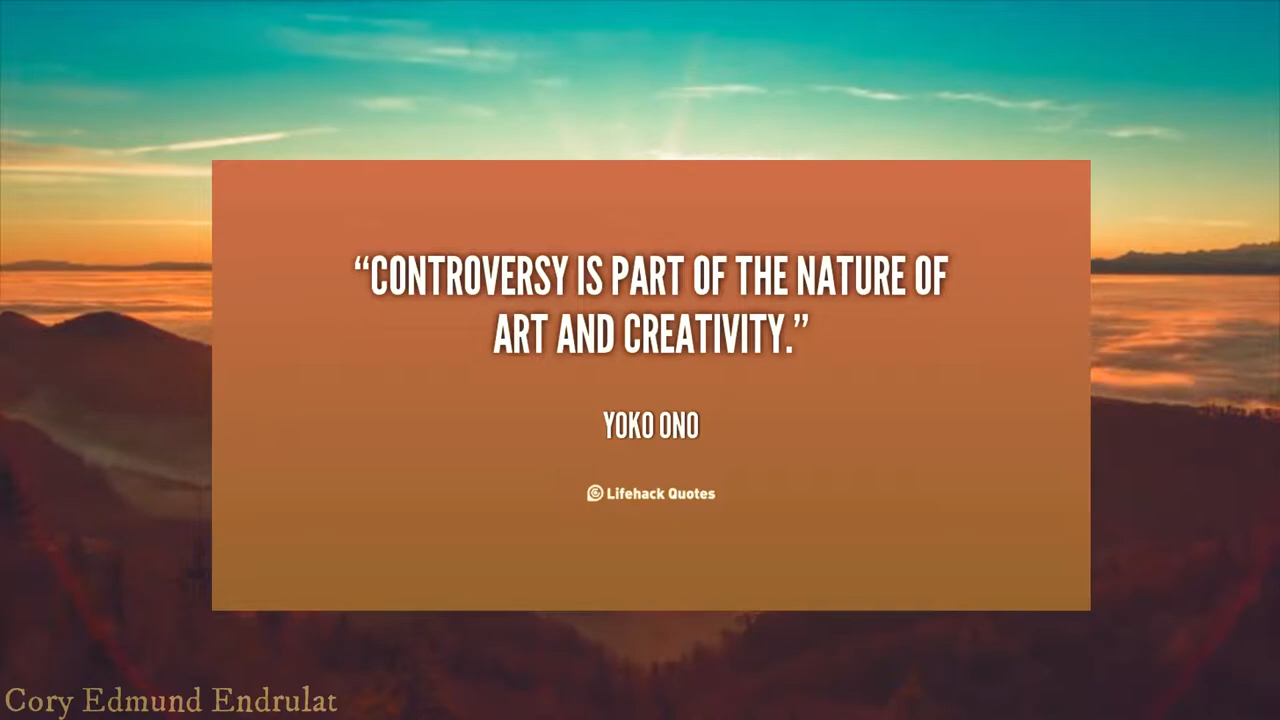 “CONTROVERSY IS PART OF THE NATURE OF
ART AND CREATIVITY.”
YOKO ONO
Lifehack Quotes
Cory Edmund Endrulat